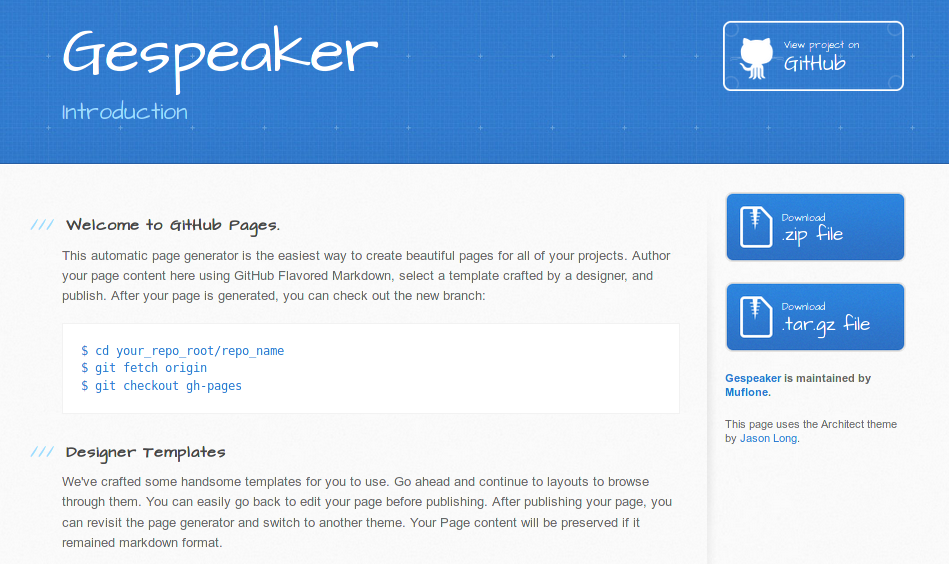 Gespeaker
Introduction
View project on
GitHub
/// Welcome to GitHub Pages.
This automatic page generator is the easiest way to create beautiful pages for all of your projects. Author
your page content here using GitHub Flavored Markdown, select a template crafted by a designer, and
publish. After your page is generated, you can check out the new branch:
$ cd your_repo_root/repo_name
$ git fetch origin
$ git checkout gh-pages
/// Designer Templates
We've crafted some handsome templates for you to use. Go ahead and continue to layouts to browse
through them. You can easily go back to edit your page before publishing. After publishing your page, you
can revisit the page generator and switch to another theme. Your Page content will be preserved if it
remained markdown format.
Download
.zip file
Download
.tar.gz file
Gespeaker is maintained by
Muflone.
This page uses the Architect theme
by Jason Long.